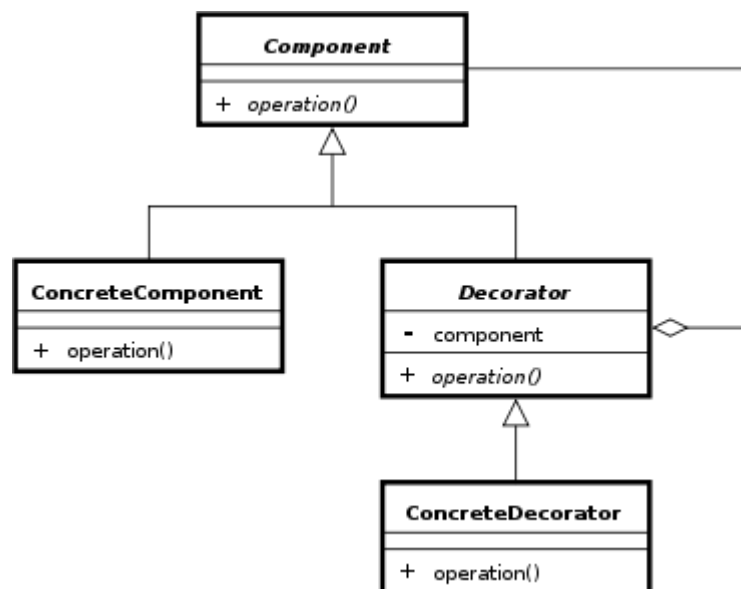 Component
+ operation()
ConcreteComponent
+ operation()
Decorator
- component
+ operation()
ConcreteDecorator
+ operation()